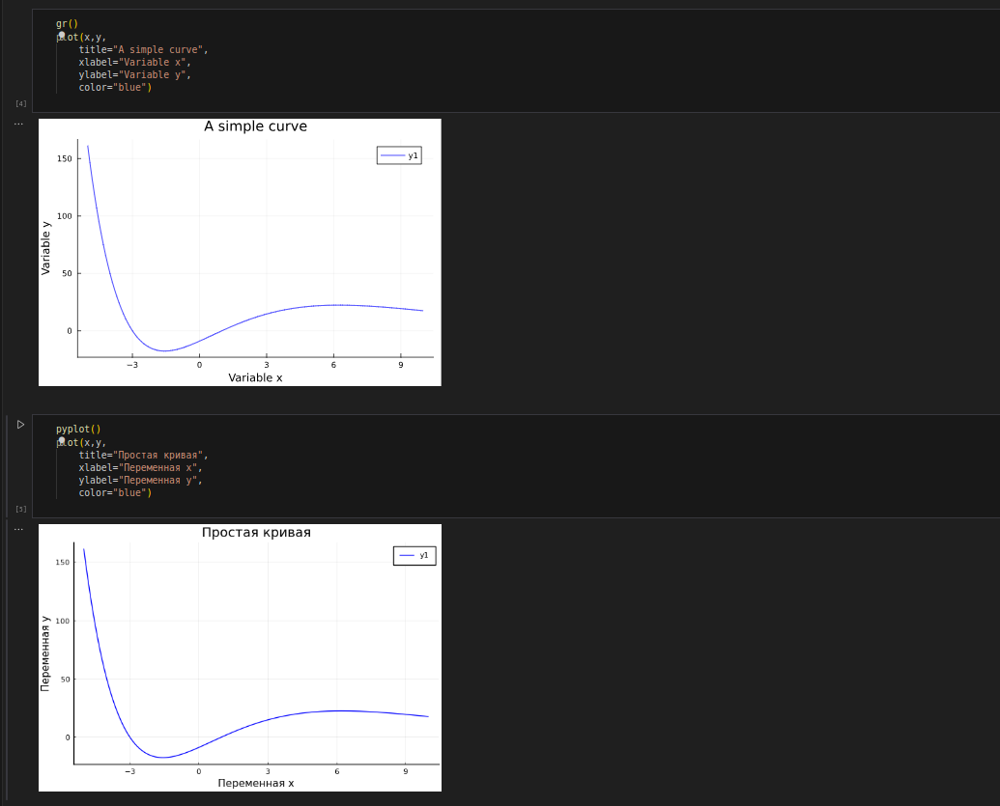 gr()
plot(x,y,
title="A simple curve",
xlabel="Variable x",
ylabel="Variable y",
color="blue")
[4]
...
A simple curve
y1
150
100
50
0
Variable y
−3 0 3 6 9
Variable x
pyplot()
plot(x,y,
title="Простая кривая",
xlabel="Переменная x",
ylabel="Переменная y",
color="blue")
[5]
...
Простая кривая
y1
150
100
50
0
Переменная y
−3 0 3 6 9
Переменная x